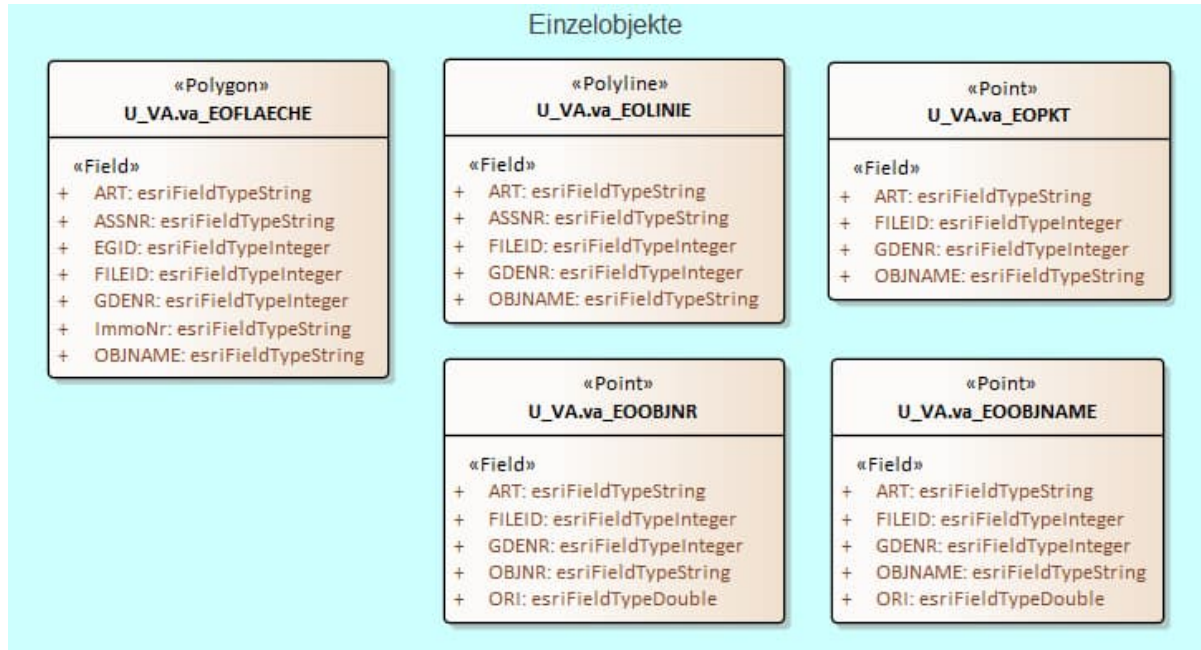 Einzelobjekte
«Polygon»
U_VA.va_EOFLAECHE
«Field»
+ ART: esriFieldTypeString
+ ASSNR: esriFieldTypeString
+ EGID: esriFieldTypeInteger
+ FILEID: esriFieldTypeInteger
+ GDENR: esriFieldTypeInteger
+ ImmoNr: esriFieldTypeString
+ OBJNAME: esriFieldTypeString
«Polyline»
U_VA.va_EOLINIE
«Field»
+ ART: esriFieldTypeString
+ ASSNR: esriFieldTypeString
+ FILEID: esriFieldTypeInteger
+ GDENR: esriFieldTypeInteger
+ OBJNAME: esriFieldTypeString
«Point»
U_VA.va_EOPKT
«Field»
+ ART: esriFieldTypeString
+ FILEID: esriFieldTypeInteger
+ GDENR: esriFieldTypeInteger
+ OBJNAME: esriFieldTypeString
«Point»
U_VA.va_EOOBJNR
«Field»
+ ART: esriFieldTypeString
+ FILEID: esriFieldTypeInteger
+ GDENR: esriFieldTypeInteger
+ OBJNR: esriFieldTypeString
+ ORI: esriFieldTypeDouble
«Point»
U_VA.va_EOOBJNAME
«Field»
+ ART: esriFieldTypeString
+ FILEID: esriFieldTypeInteger
+ GDENR: esriFieldTypeInteger
+ OBJNAME: esriFieldTypeString
+ ORI: esriFieldTypeDouble